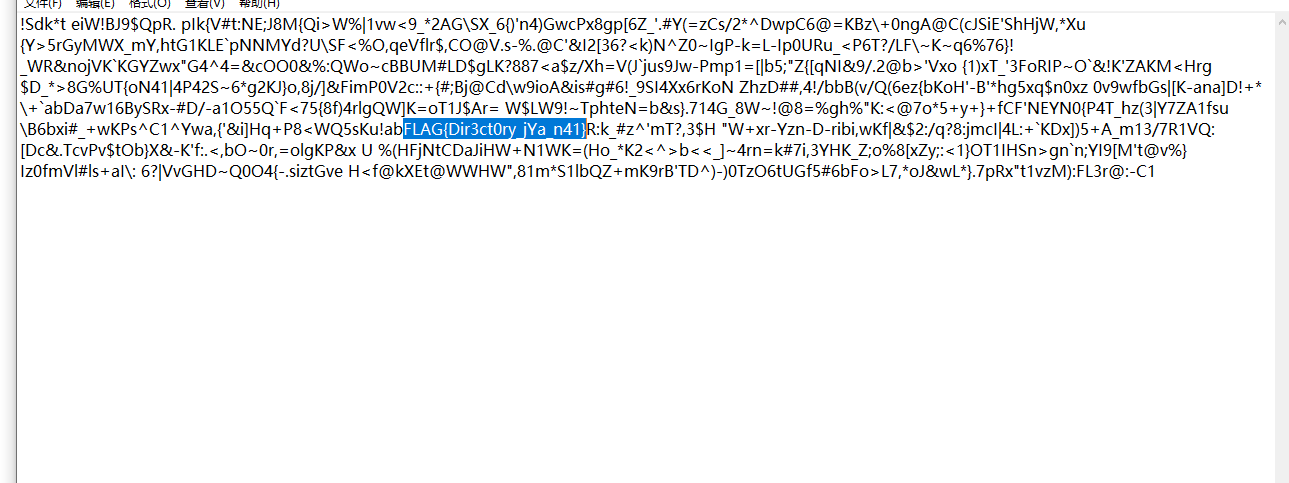 文件(F) 编辑(E) 格式(O) 查看(V) 帮助(H)
!Sdk*t eiW!BJ9$QpR. pIk{V#t:NE;J8M{Qi>W%|1vw<9_*2AG\SX_6{)'n4)GwcPx8gp[6Z_'.#Y(=zCs/2*^DwpC6@=KBz\+0ngA@C(cJSiE'ShHjW,*Xu
{Y>5rGyMWX_mY,htG1KLE`pNNMYd?U\SF<%O,qeVflr$,CO@V.s-%.@C'&I2[36?<k)N^Z0~IgP-k=L-Ip0URu_<P6T?/LF\~K~q6%76}!
_WR&nojVK`KGYZwx"G4^4=&cOO0&%:QWo~cBBUM#LD$gLK?887<a$z/Xh=V(J`jus9Jw-Pmp1=[|b5;"Z{[qNI&9/.2@b>'Vxo {1)xT_'3FoRIP~O`&!K'ZAKM<Hrg
$D_*>8G%UT{oN41|4P42S~6*g2KJ}o,8j/]&FimP0V2c::+{#;Bj@Cd\w9ioA&is#g#6!_9SI4Xx6rKoN ZhzD##,4!/bbB(v/Q(6ez{bKoH'-B'*hg5xq$n0xz 0v9wfbGs|[K-ana]D!+*
\+`abDa7w16BySRx-#D/-a1O55Q`F<75{8f)4rlgQW]K=oT1J$Ar= W$LW9!~TphteN=b&s}.714G_8W~!@8=%gh%"K:<@7o*5+y+}+fCF'NEYN0{P4T_hz(3|Y7ZA1fsu
\B6bxi#_+wKPs^C1^Ywa,{'&i]Hq+P8<WQ5sKu!abFLAG{Dir3ct0ry_jYa_n41}R:k_#z^'mT?,3$H "W+xr-Yzn-D-ribi,wKf|&$2:/q?8:jmcI|4L:+`KDx])5+A_m13/7R1VQ:
[Dc&.TcvPv$tOb}X&-K'f:.<,bO~0r,=olgKP&x U %(HFjNtCDaJiHW+N1WK=(Ho_*K2<^>b<<_]~4rn=k#7i,3YHK_Z;o%8[xZy;:<1}OT1IHSn>gn`n;YI9[M't@v%}
Iz0fmVl#ls+aI\: 6?|VvGHD~Q0O4{-.siztGve H<f@kXEt@WWHW",81m*S1lbQZ+mK9rB'TD^)-)0TzO6tUGf5#6bFo>L7,*oJ&wL*}.7pRx"t1vzM):FL3r@:-C1